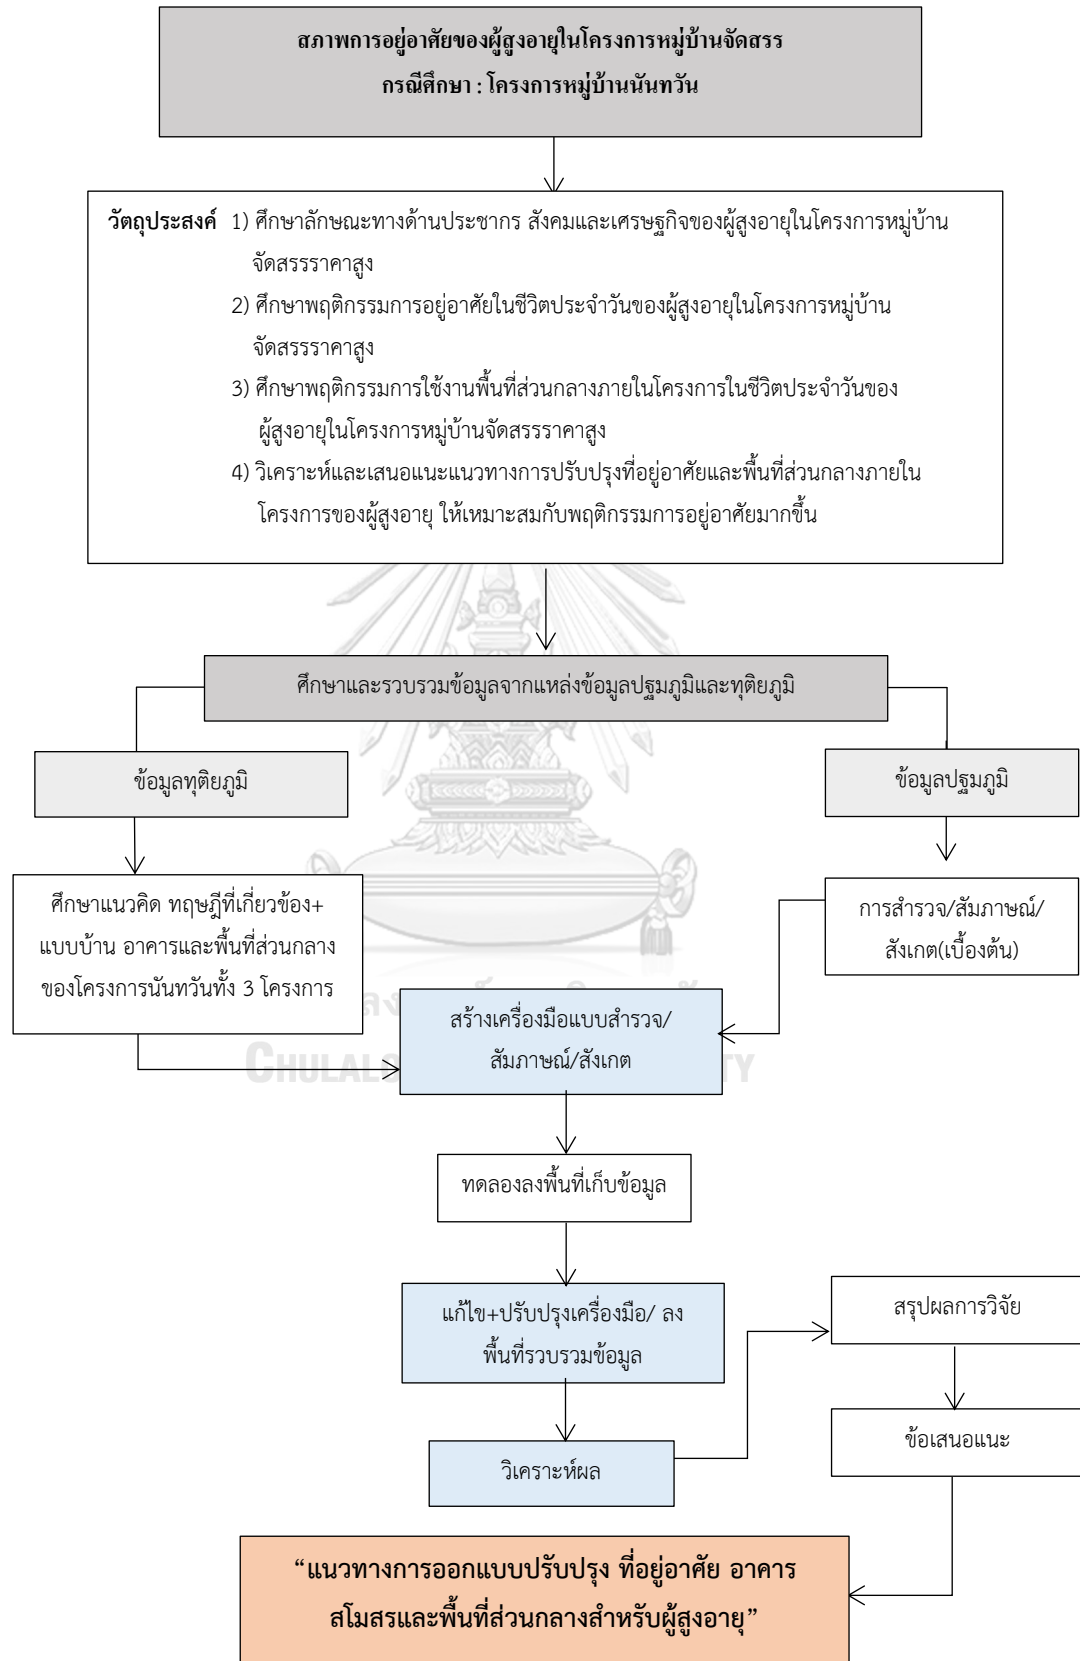 สภาพการอยู่อาศัยของผู้สูงอายุในโครงการหมู่บ้านจัดสรร
กรณีศึกษา : โครงการหมู่บ้านนันทวัน
วัตถุประสงค์ 1) ศึกษาลักษณะทางด้านประชากร สังคมและเศรษฐกิจของผู้สูงอายุในโครงการหมู่บ้าน
จัดสรรราคาสูง
2) ศึกษาพฤติกรรมการอยู่อาศัยในชีวิตประจำวันของผู้สูงอายุในโครงการหมู่บ้าน
จัดสรรราคาสูง
3) ศึกษาพฤติกรรมการใช้งานพื้นที่ส่วนกลางภายในโครงการในชีวิตประจำวันของ
ผู้สูงอายุในโครงการหมู่บ้านจัดสรรราคาสูง
4) วิเคราะห์และเสนอแนะแนวทางการปรับปรุงที่อยู่อาศัยและพื้นที่ส่วนกลางภายใน
โครงการของผู้สูงอายุ ให้เหมาะสมกับพฤติกรรมการอยู่อาศัยมากขึ้น
ศึกษาและรวบรวมข้อมูลจากแหล่งข้อมูลปฐมภูมิและทุติยภูมิ
ข้อมูลทุติยภูมิ
ข้อมูลปฐมภูมิ
ศึกษาแนวคิด ทฤษฎีที่เกี่ยวข้อง+
แบบบ้าน อาคารและพื้นที่ส่วนกลาง
ของโครงการนันทวันทั้ง 3 โครงการ
การสำรวจ/สัมภาษณ์/
สังเกต(เบื้องต้น)
สร้างเครื่องมือแบบสำรวจ/
สัมภาษณ์/สังเกต
ทดลองลงพื้นที่เก็บข้อมูล
แก้ไข+ปรับปรุงเครื่องมือ/ ลง
พื้นที่รวบรวมข้อมูล
สรุปผลการวิจัย
ข้อเสนอแนะ
วิเคราะห์ผล
“แนวทางการออกแบบปรับปรุง ที่อยู่อาศัย อาคาร
สโมสรและพื้นที่ส่วนกลางสำหรับผู้สูงอายุ”